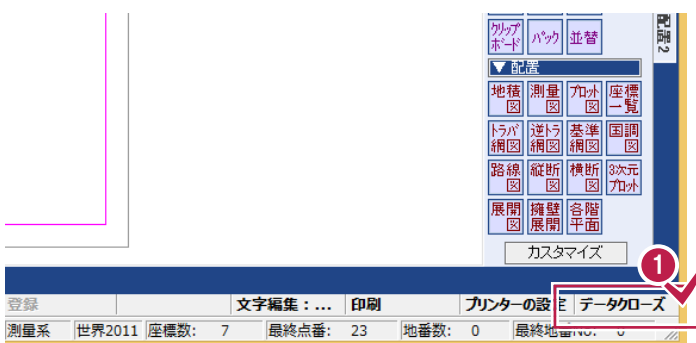 クリップボード パック 並替
配置2
▼ 配置
地積図 測量図 プロット図 座標一覧
トラバ網図 逆トラ網図 基準網図 国調図
路線図 縦断図 横断図 3次元プロット
展開図 擁壁展開 各階平面
カスタマイズ
1
登録 文字編集：... 印刷 プリンターの設定 データクローズ
測量系 世界2011 座標数: 7 最終点番: 23 地番数: 0 最終地番No: 0